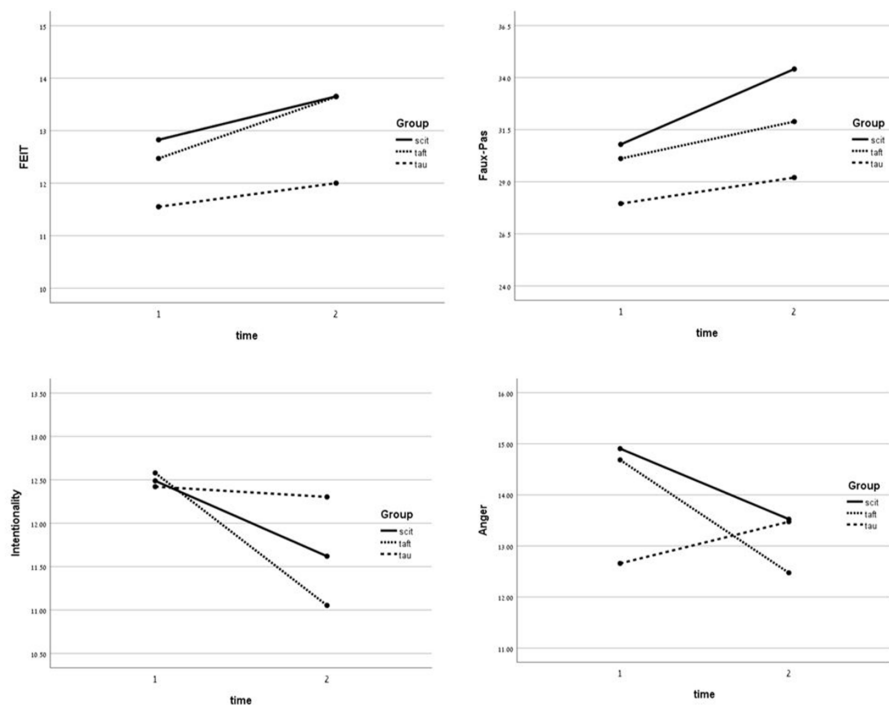 FEIT
15
14
13
12
11
10
1
2
time
Group
scit
taft
tau
Faux-Pas
36.5
34.0
31.5
29.0
26.5
24.0
1
2
time
Group
scit
taft
tau
Intentionality
13.50
13.00
12.50
12.00
11.50
11.00
10.50
1
2
time
Group
scit
taft
tau
Anger
16.00
15.00
14.00
13.00
12.00
11.00
1
2
time
Group
scit
taft
tau